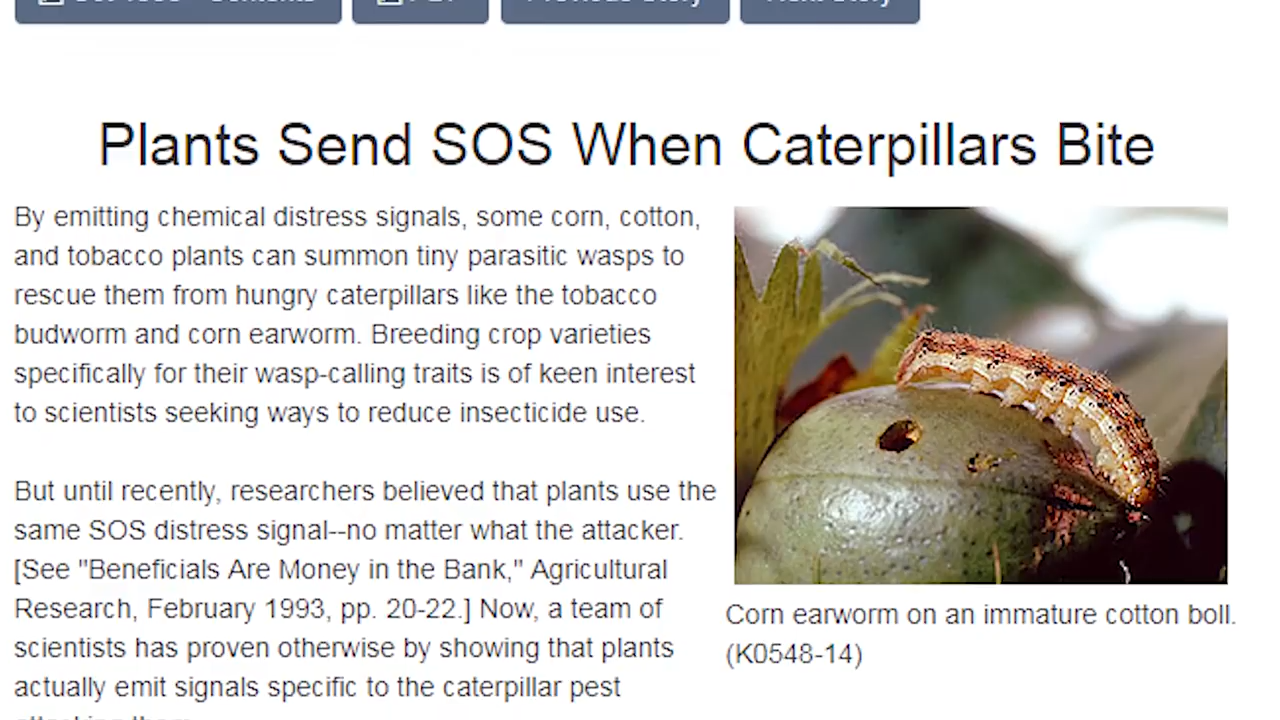 Plants Send SOS When Caterpillars Bite
By emitting chemical distress signals, some corn, cotton,
and tobacco plants can summon tiny parasitic wasps to
rescue them from hungry caterpillars like the tobacco
budworm and corn earworm. Breeding crop varieties
specifically for their wasp-calling traits is of keen interest
to scientists seeking ways to reduce insecticide use.
But until recently, researchers believed that plants use the
same SOS distress signal--no matter what the attacker.
[See "Beneficials Are Money in the Bank," Agricultural
Research, February 1993, pp. 20-22.] Now, a team of
scientists has proven otherwise by showing that plants
actually emit signals specific to the caterpillar pest
Corn earworm on an immature cotton boll.
(K0548-14)